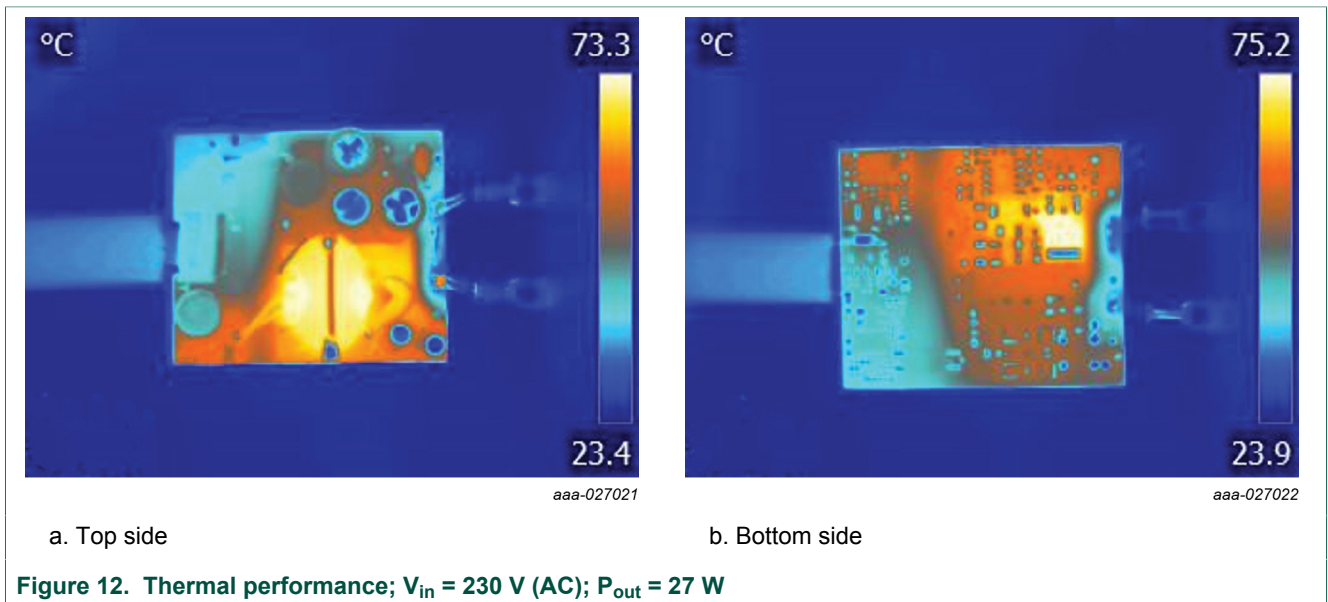 °C 73.3
23.4
aaa-027021
a. Top side
°C 75.2
23.9
aaa-027022
b. Bottom side
Figure 12. Thermal performance; Vin = 230 V (AC); Pout = 27 W